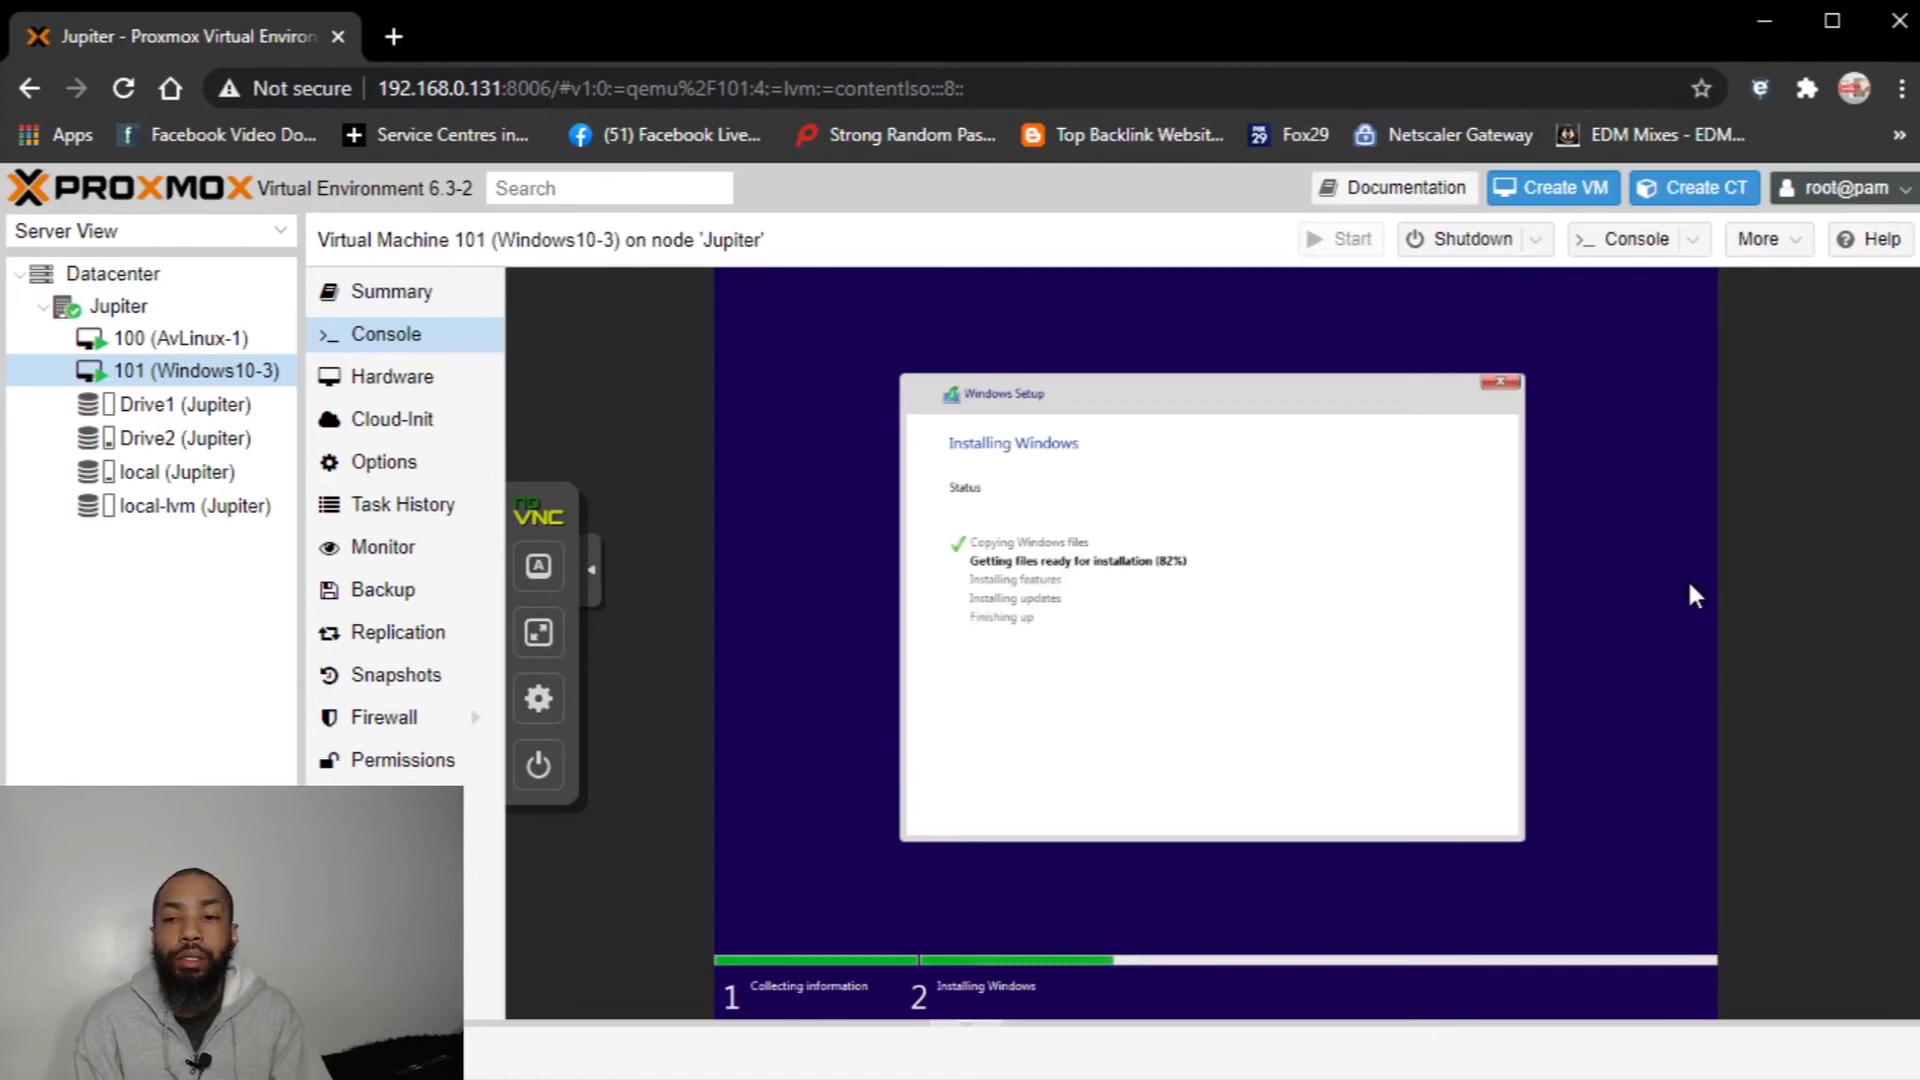 Jupiter - Proxmox Virtual Environ
Not secure
192.168.0.131:8006/#v1:0:=qemu%2F101:4:=lvm:=contentIso:::8::
Apps
Facebook Video Do...
Service Centres in...
(51) Facebook Live...
Strong Random Pas...
Top Backlink Websit...
Fox29
Netscaler Gateway
EDM Mixes - EDM...
»
PROXMOX Virtual Environment 6.3-2
Search
Documentation
Create VM
Create CT
root@pam
Server View
Virtual Machine 101 (Windows10-3) on node 'Jupiter'
Start
Shutdown
Console
More
Help
Datacenter
Jupiter
100 (AvLinux-1)
101 (Windows10-3)
Drive1 (Jupiter)
Drive2 (Jupiter)
local (Jupiter)
local-lvm (Jupiter)
Summary
Console
Hardware
Cloud-Init
Options
Task History
Monitor
Backup
Replication
Snapshots
Firewall
Permissions
no
VNC
A
Windows Setup
Installing Windows
Status
Copying Windows files
Getting files ready for installation (82%)
Installing features
Installing updates
Finishing up
1 Collecting information
2 Installing Windows